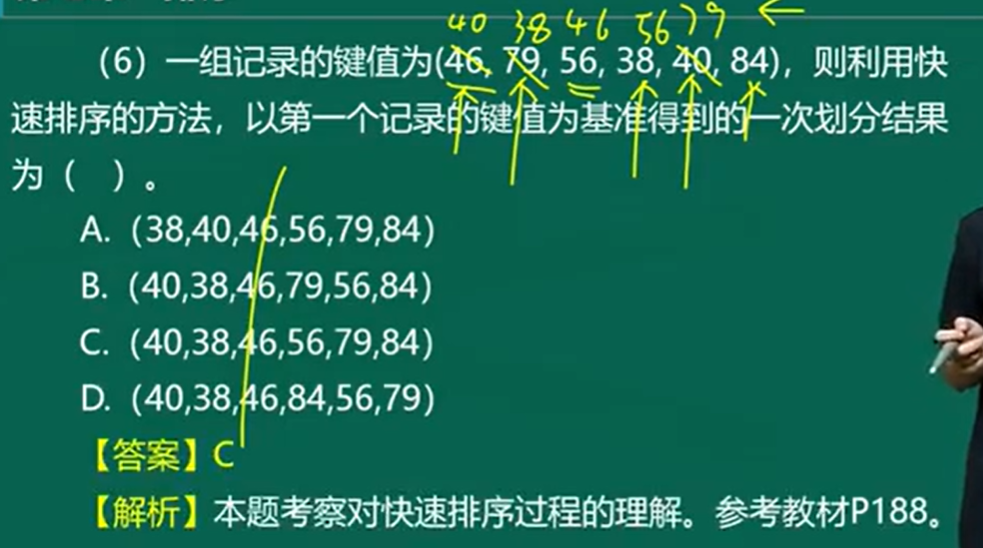 40 38 46 56 79 ←
（6）一组记录的键值为(46, 79, 56, 38, 40, 84)，则利用快
速排序的方法，以第一个记录的键值为基准得到的一次划分结果
为（ ）。
A.（38,40,46,56,79,84）
B.（40,38,46,79,56,84）
C.（40,38,46,56,79,84）
D.（40,38,46,84,56,79）
【答案】C
【解析】本题考察对快速排序过程的理解。参考教材P188。